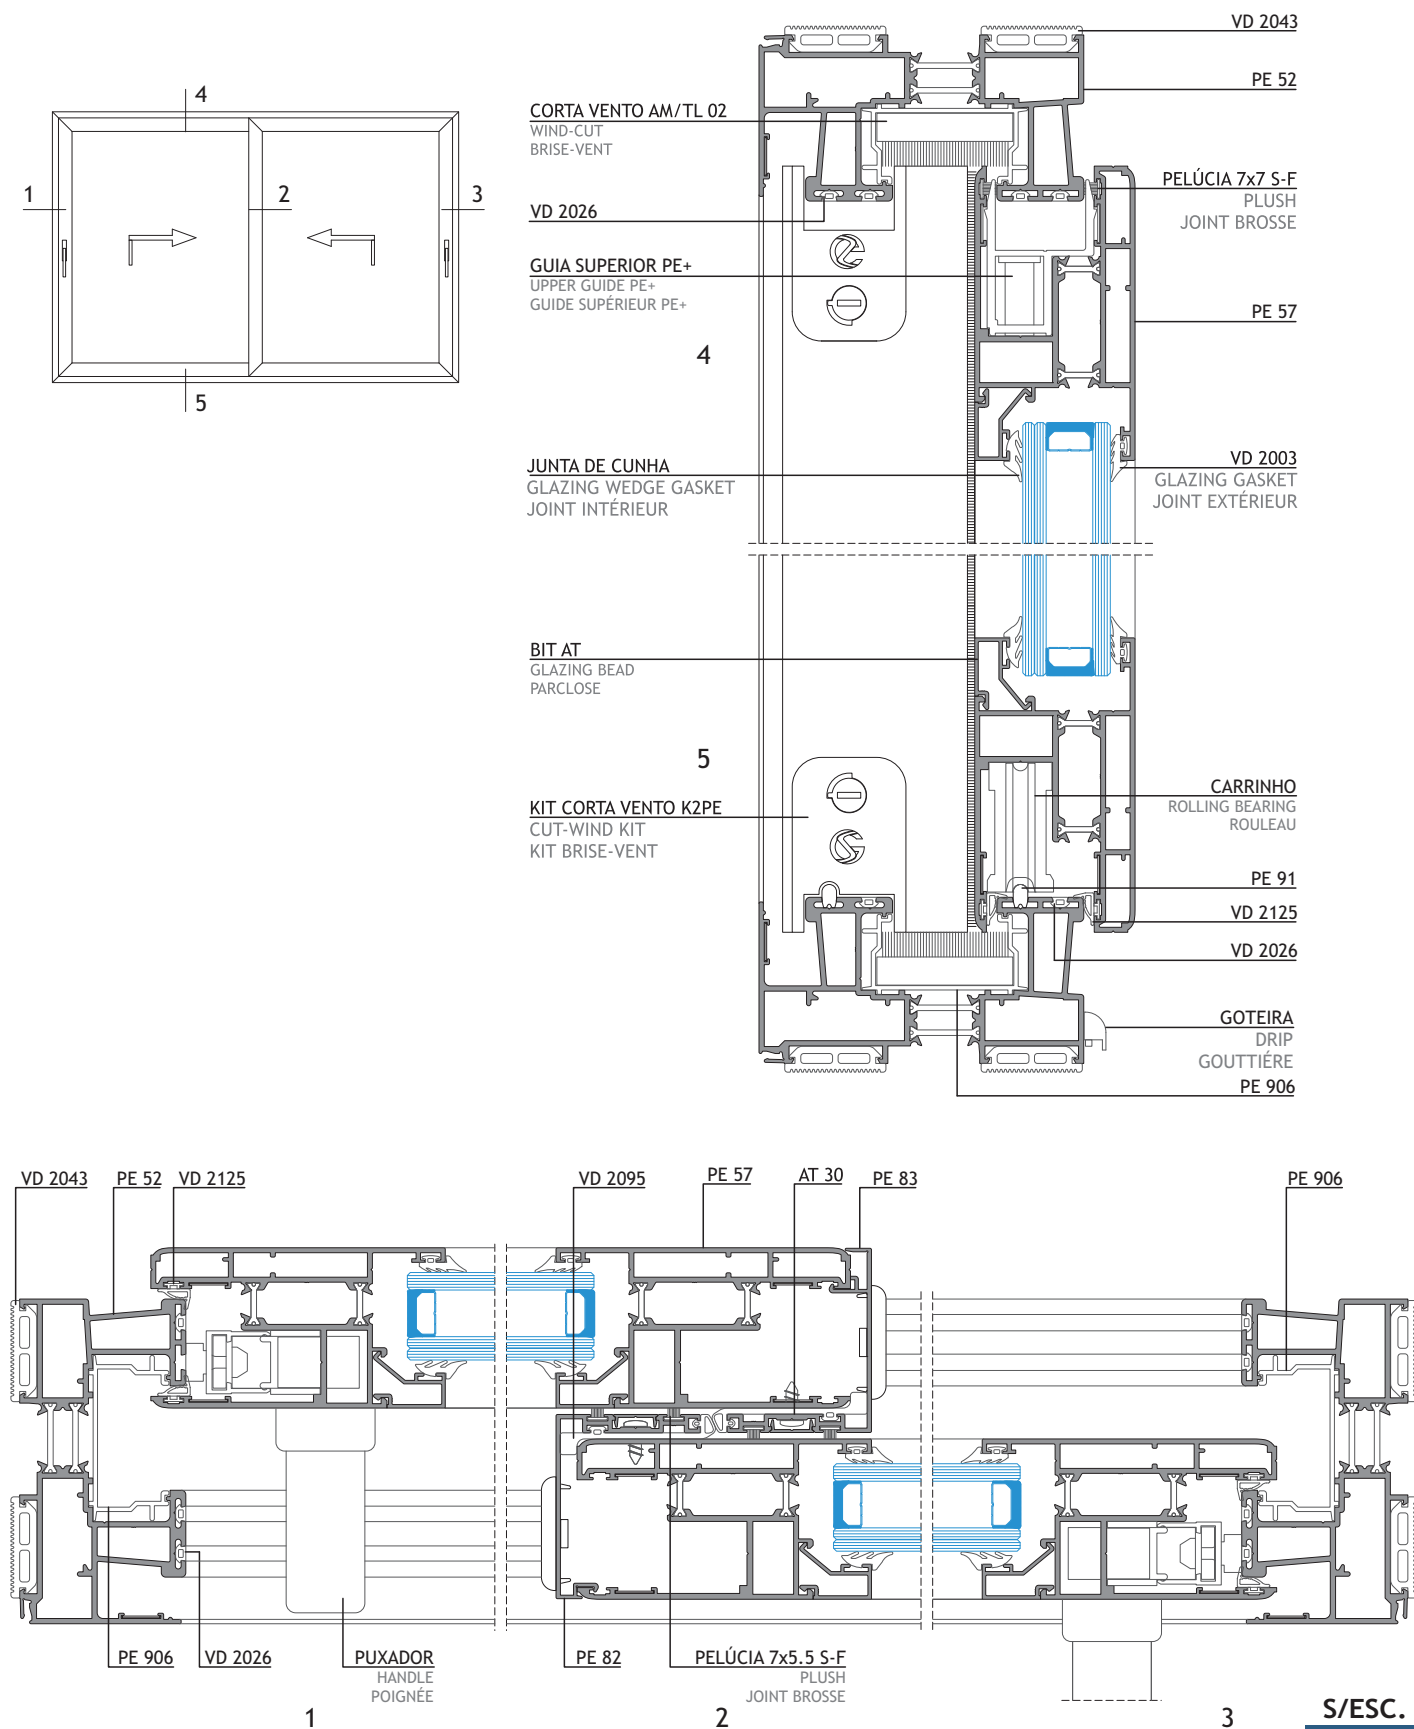 4
1
2
3
5
VD 2043
PE 52
CORTA VENTO AM/TL 02
WIND-CUT
BRISE-VENT
PELÚCIA 7x7 S-F
PLUSH
JOINT BROSSE
VD 2026
GUIA SUPERIOR PE+
UPPER GUIDE PE+
GUIDE SUPÉRIEUR PE+
PE 57
4
JUNTA DE CUNHA
GLAZING WEDGE GASKET
JOINT INTÉRIEUR
VD 2003
GLAZING GASKET
JOINT EXTÉRIEUR
BIT AT
GLAZING BEAD
PARCLOSE
5
KIT CORTA VENTO K2PE
CUT-WIND KIT
KIT BRISE-VENT
CARRINHO
ROLLING BEARING
ROULEAU
PE 91
VD 2125
VD 2026
GOTEIRA
DRIP
GOUTTIÉRE
PE 906
VD 2043
PE 52
VD 2125
VD 2095
PE 57
AT 30
PE 83
PE 906
PE 906
VD 2026
PUXADOR
HANDLE
POIGNÉE
PE 82
PELÚCIA 7x5.5 S-F
PLUSH
JOINT BROSSE
1
2
3
S/ESC.